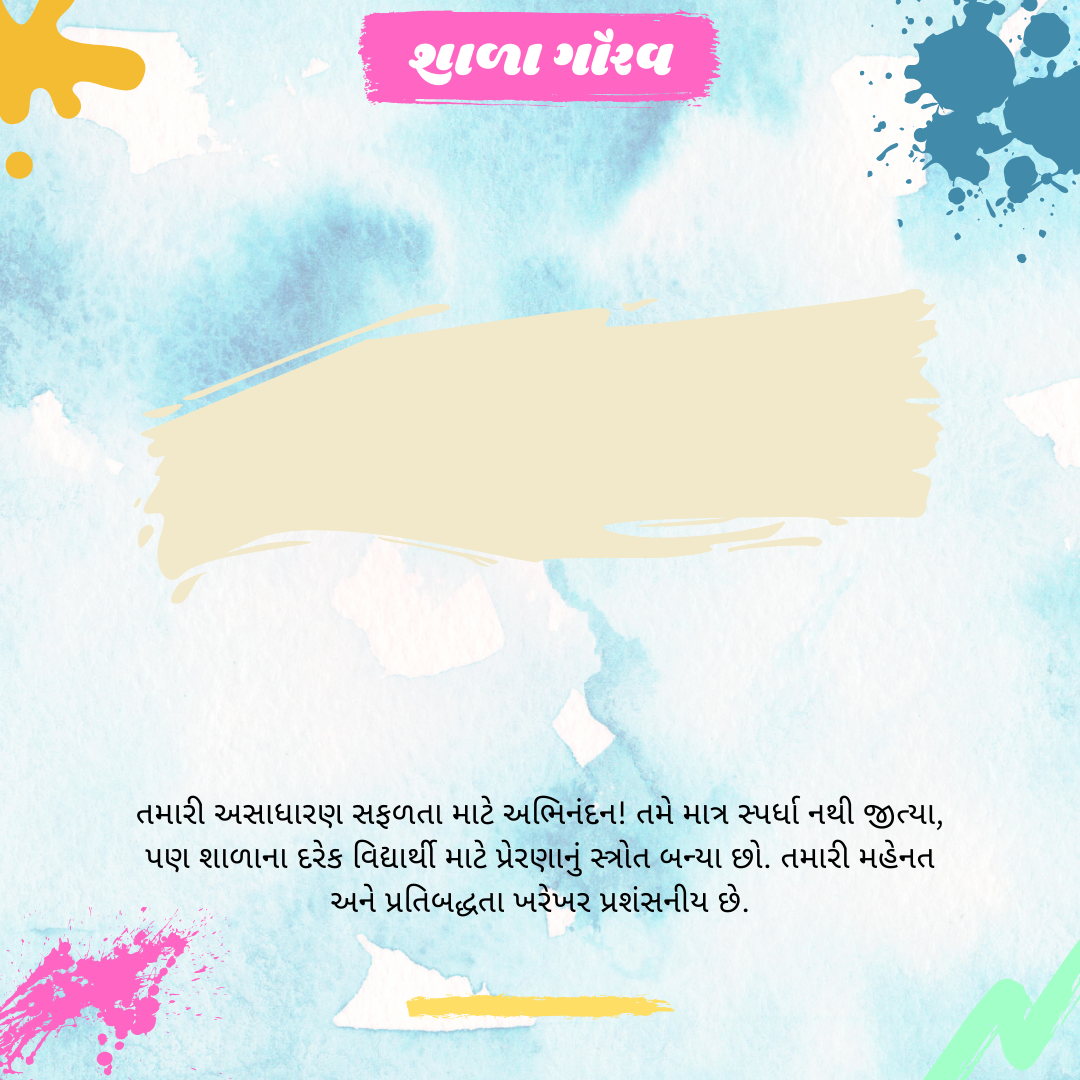 શાળા ગૌરવ
તમારી અસાધારણ સફળતા માટે અભિનંદન! તમે માત્ર સ્પર્ધા નથી જીત્યા,
પણ શાળાના દરેક વિદ્યાર્થી માટે પ્રેરણાનું સ્ત્રોત બન્યા છો. તમારી મહેનત
અને પ્રતિબદ્ધતા ખરેખર પ્રશંસનીય છે.